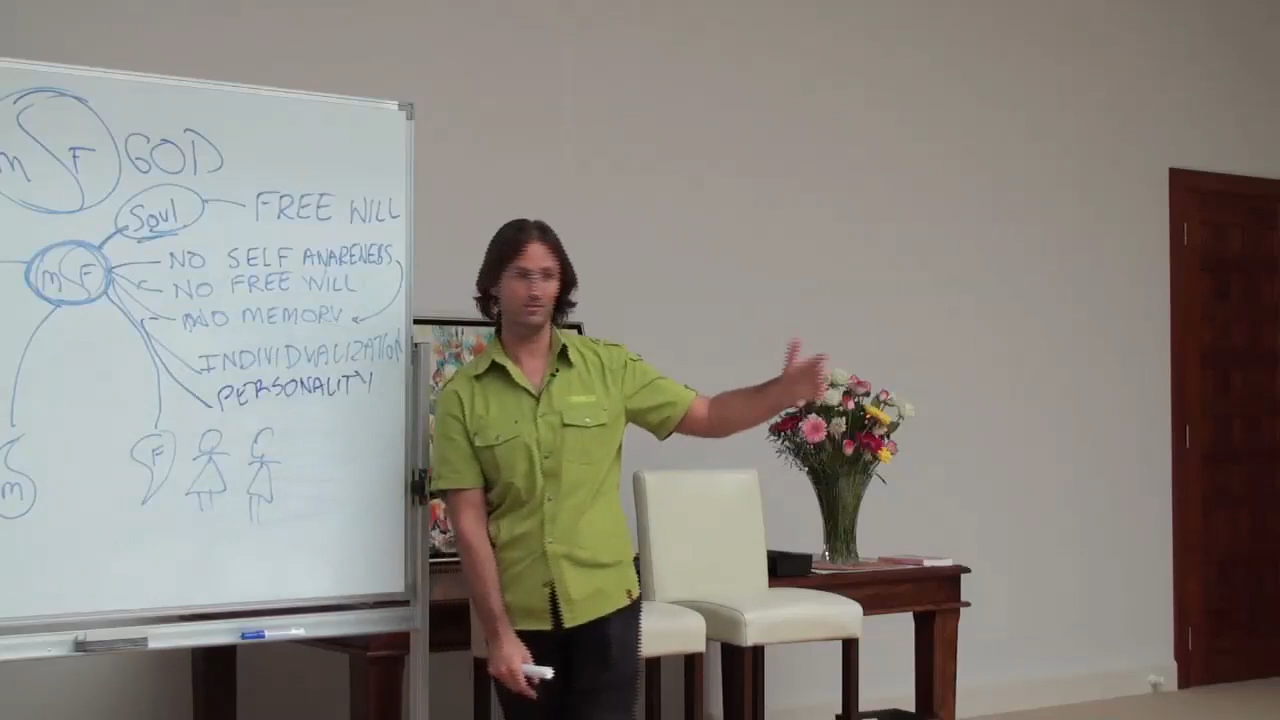 M F GOD
Soul FREE WILL
M F NO SELF AWARENESS
NO FREE WILL
NO MEMORY
INDIVIDUALIZATION
PERSONALITY
M F